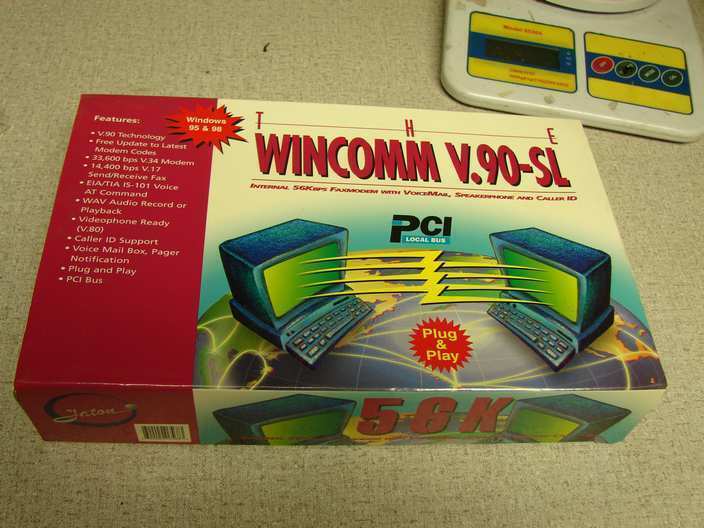 Features:
• V.90 Technology
• Free Update to Latest
Modem Codes
• 33,600 bps V.34 Modem
• 14,400 bps V.17
Send/Receive Fax
• EIA/TIA IS-101 Voice
AT Command
• WAV Audio Record or
Playback
• Videophone Ready
(V.80)
• Caller ID Support
• Voice Mail Box, Pager
Notification
• Plug and Play
• PCI Bus
Windows
95 & 98
THE
WINCOMM V.90-SL
INTERNAL 56KBPS FAXMODEM WITH VOICEMAIL, SPEAKERPHONE AND CALLER ID
PCI
LOCAL BUS
Plug
&
Play
Jaton
56K